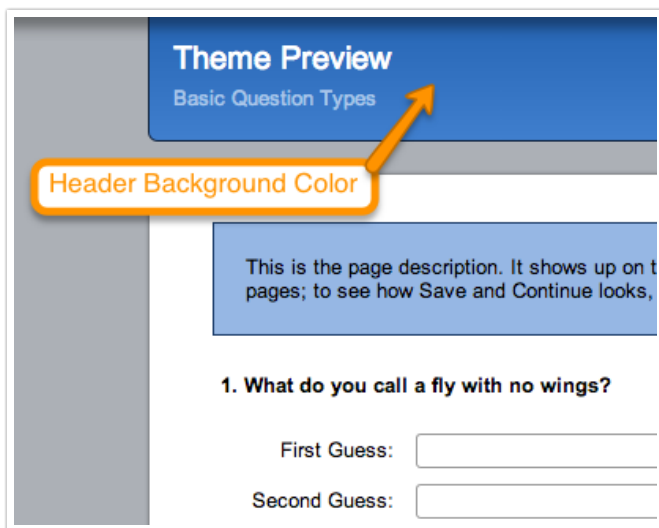 Theme Preview
Basic Question Types
Header Background Color
This is the page description. It shows up on
pages; to see how Save and Continue looks,
1. What do you call a fly with no wings?
First Guess:
Second Guess: